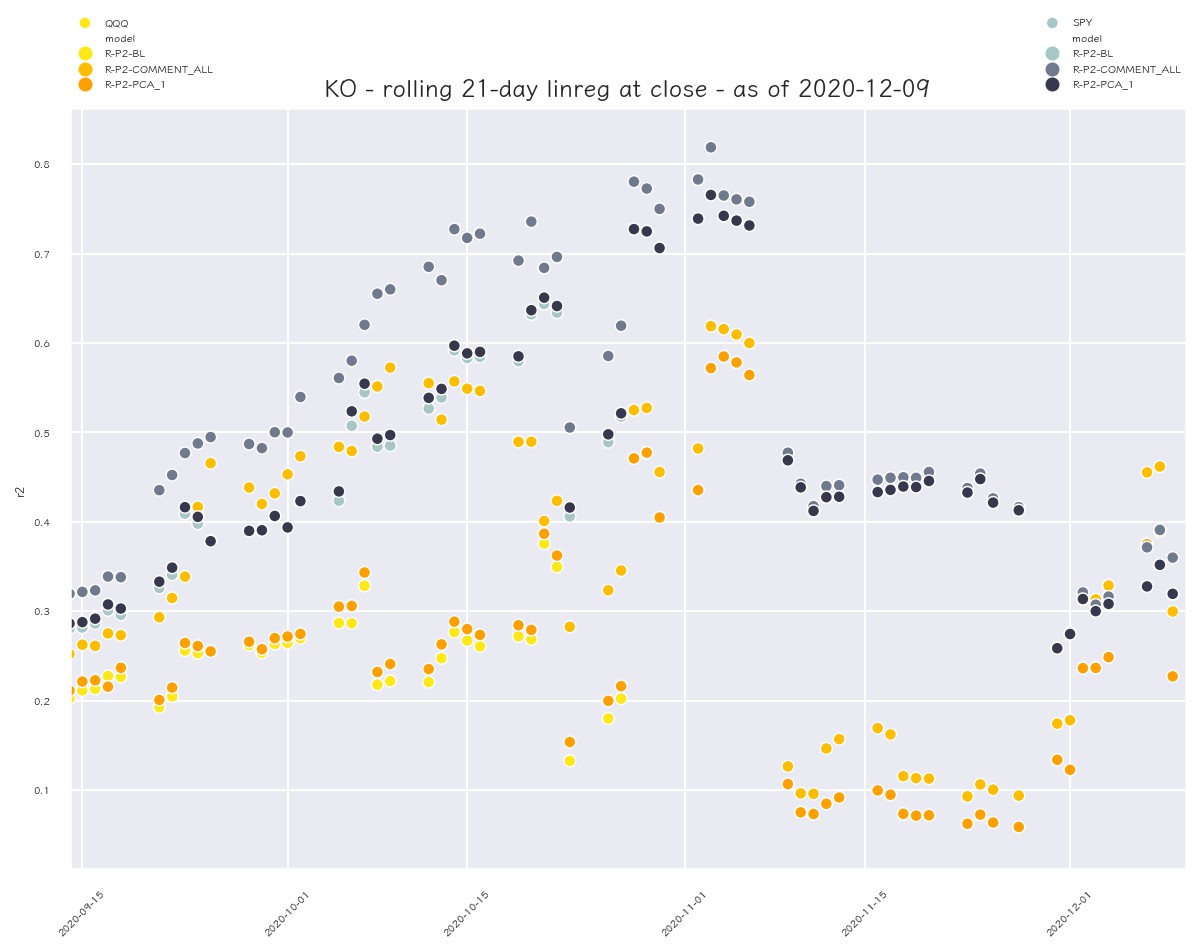 QQQ
model
R-P2-BL
R-P2-COMMENT_ALL
R-P2-PCA_1
SPY
model
R-P2-BL
R-P2-COMMENT_ALL
R-P2-PCA_1
KO - rolling 21-day linreg at close - as of 2020-12-09
0.8
0.7
0.6
0.5
0.4
0.3
0.2
0.1
r2
2020-09-15
2020-10-01
2020-10-15
2020-11-01
2020-11-15
2020-12-01